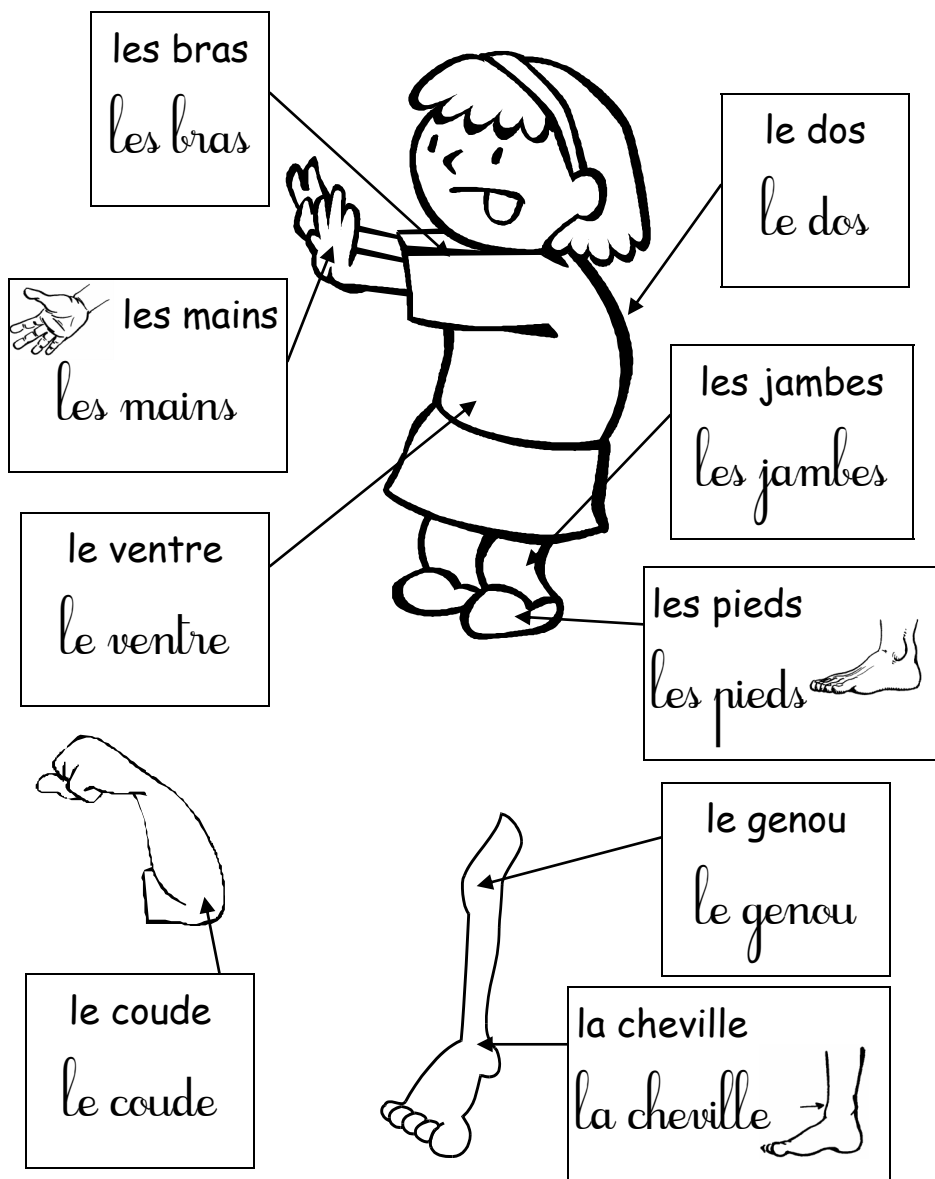 les bras
les bras
le dos
le dos
les mains
les mains
les jambes
les jambes
le ventre
le ventre
les pieds
les pieds
le genou
le genou
le coude
le coude
la cheville
la cheville